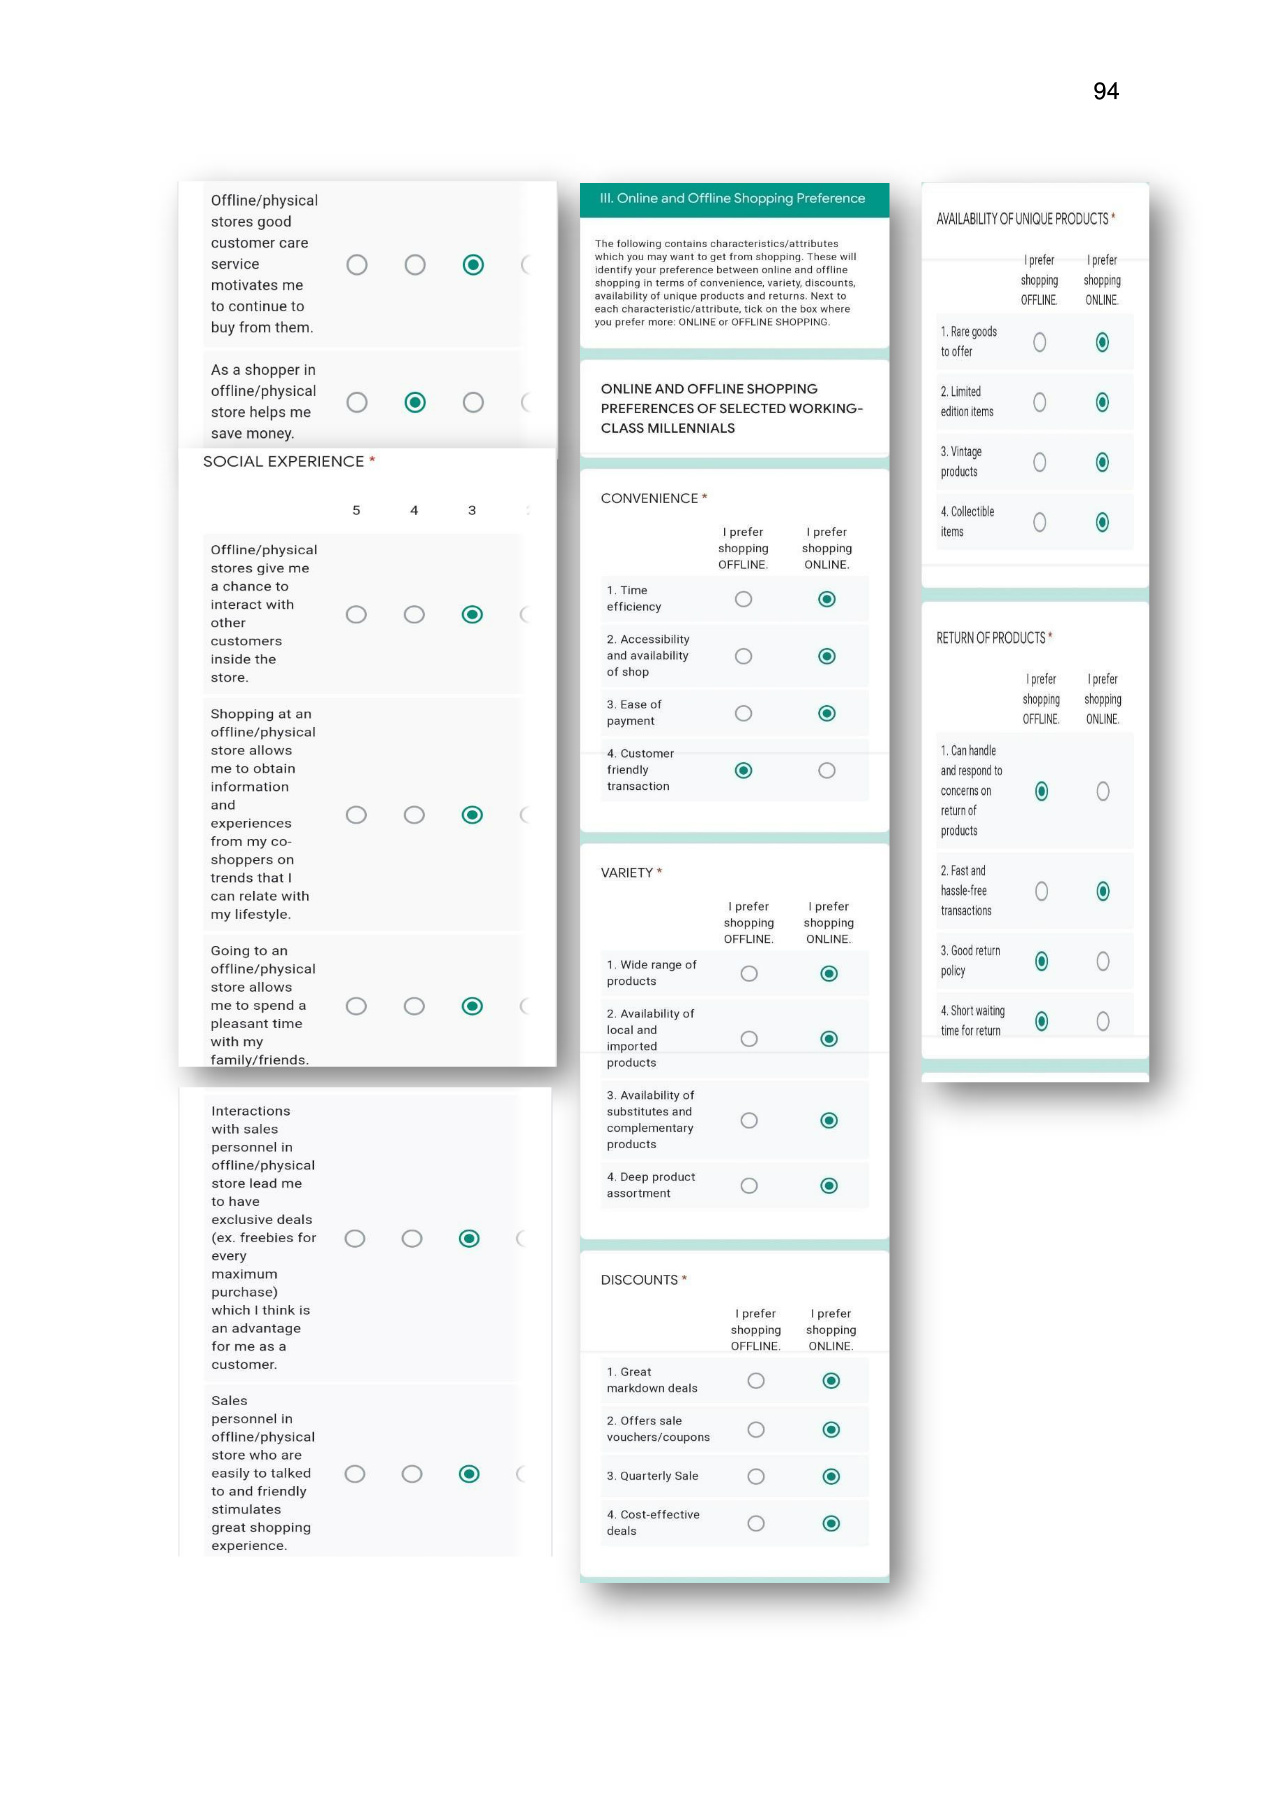 94
Offline/physical
stores good
customer care
service
motivates me
to continue to
buy from them.
As a shopper in
offline/physical
store helps me
save money.
SOCIAL EXPERIENCE *
5 4 3
Offline/physical
stores give me
a chance to
interact with
other
customers
inside the
store.
Shopping at an
offline/physical
store allows
me to obtain
information
and
experiences
from my co-
shoppers on
trends that I
can relate with
my lifestyle.
Going to an
offline/physical
store allows
me to spend a
pleasant time
with my
family/friends.
Interactions
with sales
personnel in
offline/physical
store lead me
to have
exclusive deals
(ex. freebies for
every
maximum
purchase)
which I think is
an advantage
for me as a
customer.
Sales
personnel in
offline/physical
store who are
easily to talked
to and friendly
stimulates
great shopping
experience.
III. Online and Offline Shopping Preference
The following contains characteristics/attributes
which you may want to get from shopping. These will
identify your preference between online and offline
shopping in terms of convenience, variety, discounts,
availability of unique products and returns. Next to
each characteristic/attribute, tick on the box where
you prefer more: ONLINE or OFFLINE SHOPPING.
ONLINE AND OFFLINE SHOPPING
PREFERENCES OF SELECTED WORKING-
CLASS MILLENNIALS
CONVENIENCE *
I prefer I prefer
shopping shopping
OFFLINE. ONLINE.
1. Time
efficiency
2. Accessibility
and availability
of shop
3. Ease of
payment
4. Customer
friendly
transaction
VARIETY *
I prefer I prefer
shopping shopping
OFFLINE. ONLINE.
1. Wide range of
products
2. Availability of
local and
imported
products
3. Availability of
substitutes and
complementary
products
4. Deep product
assortment
DISCOUNTS *
I prefer I prefer
shopping shopping
OFFLINE. ONLINE.
1. Great
markdown deals
2. Offers sale
vouchers/coupons
3. Quarterly Sale
4. Cost-effective
deals
AVAILABILITY OF UNIQUE PRODUCTS *
I prefer I prefer
shopping shopping
OFFLINE. ONLINE.
1. Rare goods
to offer
2. Limited
edition items
3. Vintage
products
4. Collectible
items
RETURN OF PRODUCTS *
I prefer I prefer
shopping shopping
OFFLINE. ONLINE.
1. Can handle
and respond to
concerns on
return of
products
2. Fast and
hassle-free
transactions
3. Good return
policy
4. Short waiting
time for return